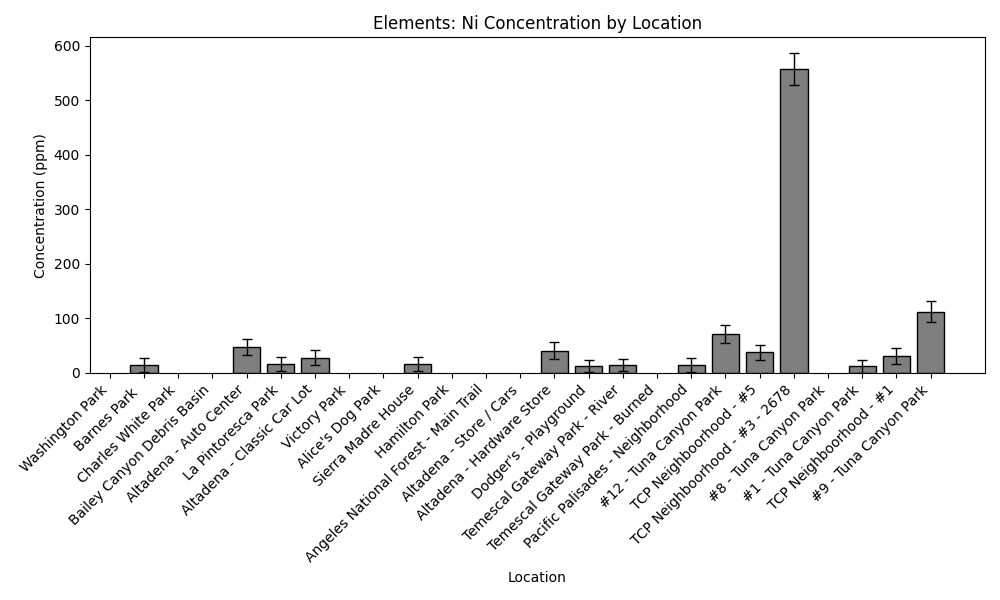 Elements: Ni Concentration by Location
Concentration (ppm)
600
500
400
300
200
100
0
Washington Park
Barnes Park
Charles White Park
Bailey Canyon Debris Basin
Altadena - Auto Center
La Pintoresca Park
Altadena - Classic Car Lot
Victory Park
Alice's Dog Park
Sierra Madre House
Hamilton Park
Angeles National Forest - Main Trail
Altadena - Store / Cars
Altadena - Hardware Store
Dodger's - Playground
Temescal Gateway Park - River
Temescal Gateway Park - Burned
Pacific Palisades - Neighborhood
#12 - Tuna Canyon Park
TCP Neighborhood - #5
TCP Neighboorhood - #3 - 2678
#8 - Tuna Canyon Park
#1 - Tuna Canyon Park
TCP Neighborhood - #1
#9 - Tuna Canyon Park
Location